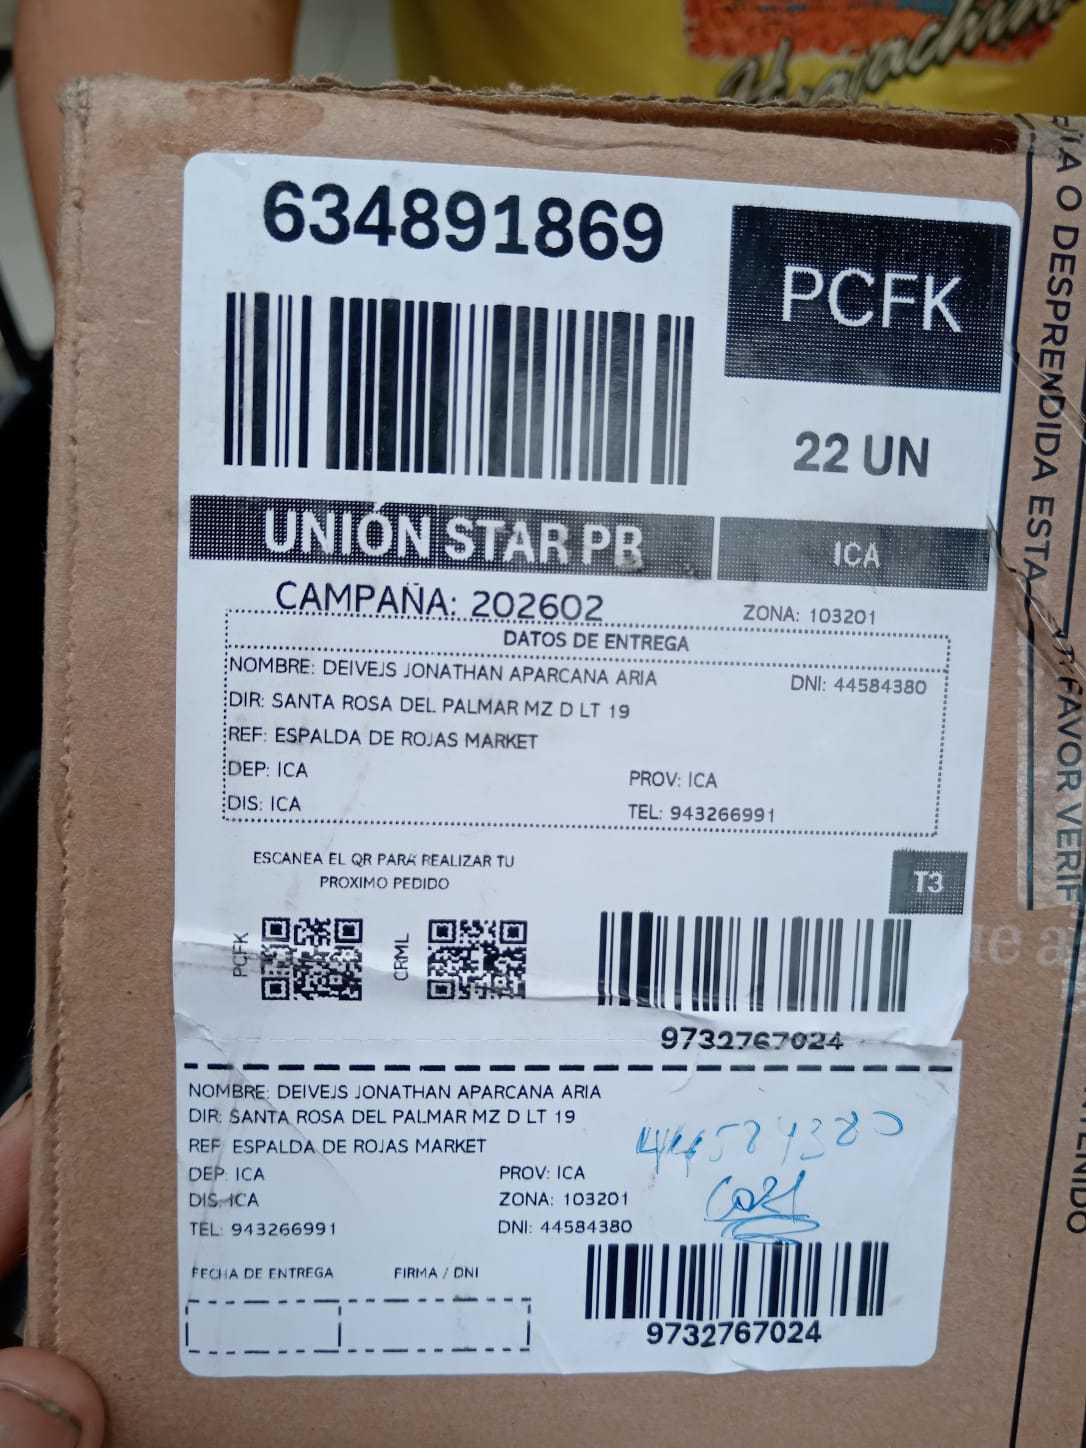 634891869
PCFK
22 UN
UNIÓN STAR PB
ICA
CAMPAÑA: 202602
ZONA: 103201
DATOS DE ENTREGA
NOMBRE: DEIVEJS JONATHAN APARCANA ARIA
DNI: 44584380
DIR: SANTA ROSA DEL PALMAR MZ D LT 19
REF: ESPALDA DE ROJAS MARKET
DEP: ICA
PROV: ICA
DIS: ICA
TEL: 943266991
ESCANEA EL QR PARA REALIZAR TU
PROXIMO PEDIDO
T3
PCFK
CRML
9732767024
NOMBRE: DEIVEJS JONATHAN APARCANA ARIA
DIR: SANTA ROSA DEL PALMAR MZ D LT 19
REF: ESPALDA DE ROJAS MARKET
DEP: ICA
PROV: ICA
DIS: ICA
ZONA: 103201
TEL: 943266991
DNI: 44584380
FECHA DE ENTREGA
FIRMA / DNI
9732767024
O DESPRENDIDA ESTA
FAVOR VERIF